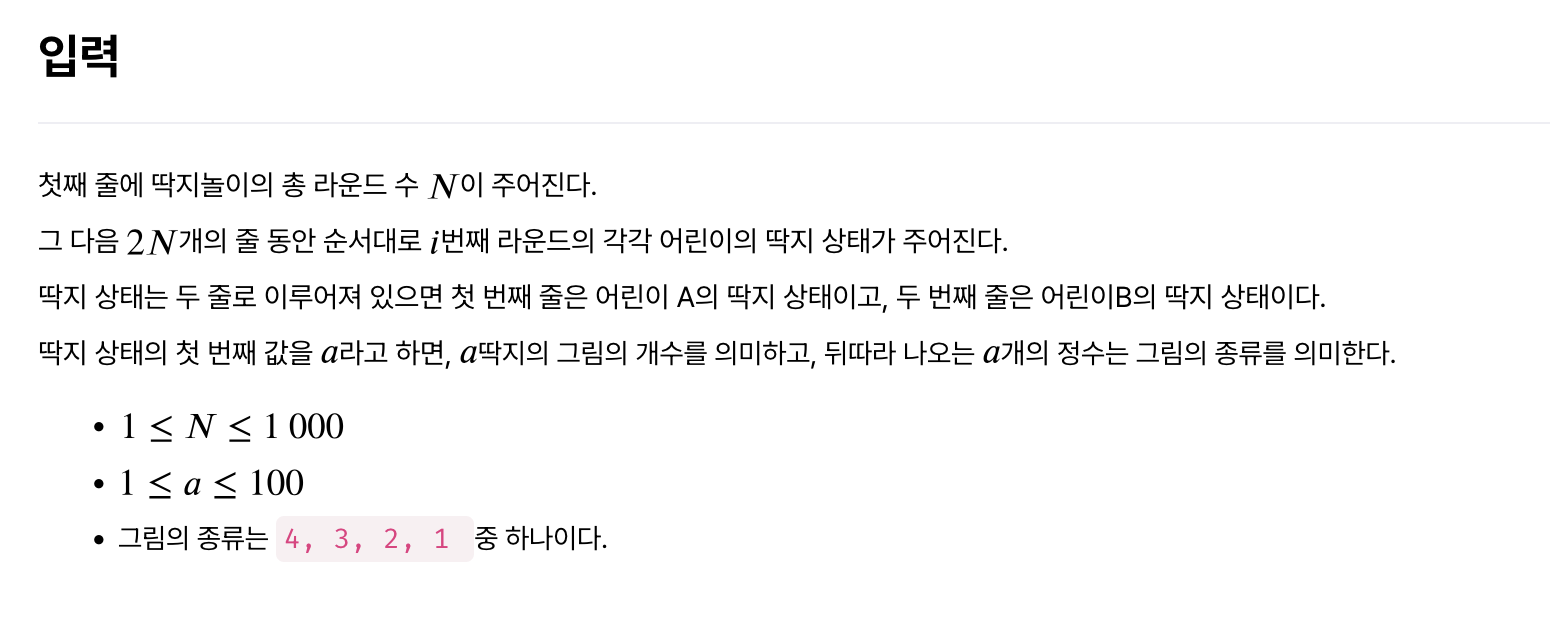 입력
첫째 줄에 딱지놀이의 총 라운드 수 N이 주어진다.
그 다음 2N개의 줄 동안 순서대로 i번째 라운드의 각각 어린이의 딱지 상태가 주어진다.
딱지 상태는 두 줄로 이루어져 있으면 첫 번째 줄은 어린이 A의 딱지 상태이고, 두 번째 줄은 어린이B의 딱지 상태이다.
딱지 상태의 첫 번째 값을 a라고 하면, a딱지의 그림의 개수를 의미하고, 뒤따라 나오는 a개의 정수는 그림의 종류를 의미한다.
• 1 ≤ N ≤ 1 000
• 1 ≤ a ≤ 100
• 그림의 종류는 4, 3, 2, 1 중 하나이다.